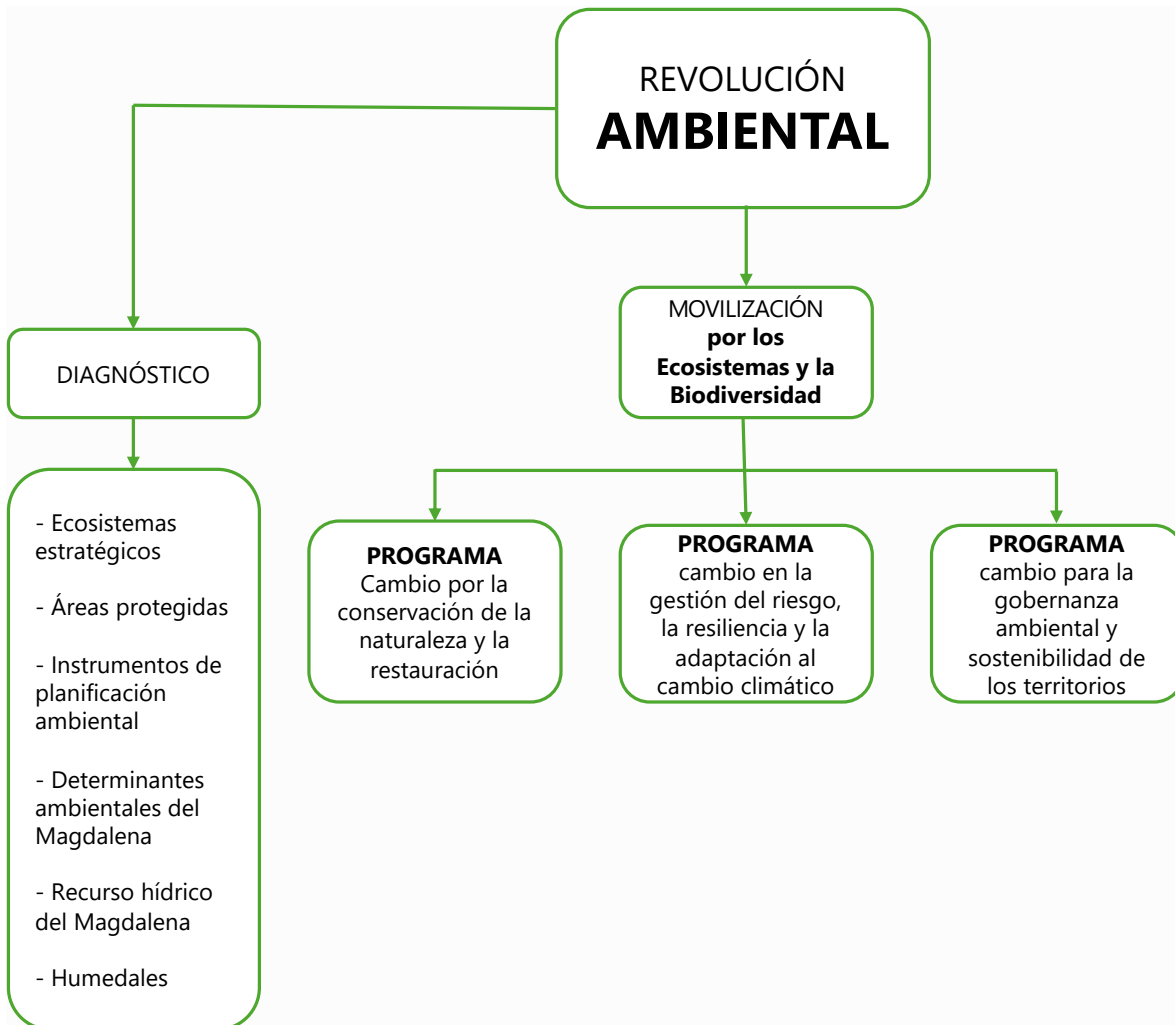 REVOLUCIÓN
AMBIENTAL
DIAGNÓSTICO
- Ecosistemas
estratégicos
- Áreas protegidas
- Instrumentos de
planificación
ambiental
- Determinantes
ambientales del
Magdalena
- Recurso hídrico
del Magdalena
- Humedales
MOVILIZACIÓN
por los
Ecosistemas y la
Biodiversidad
PROGRAMA
Cambio por la
conservación de la
naturaleza y la
restauración
PROGRAMA
cambio en la
gestión del riesgo,
la resiliencia y la
adaptación al
cambio climático
PROGRAMA
cambio para la
gobernanza
ambiental y
sostenibilidad de
los territorios